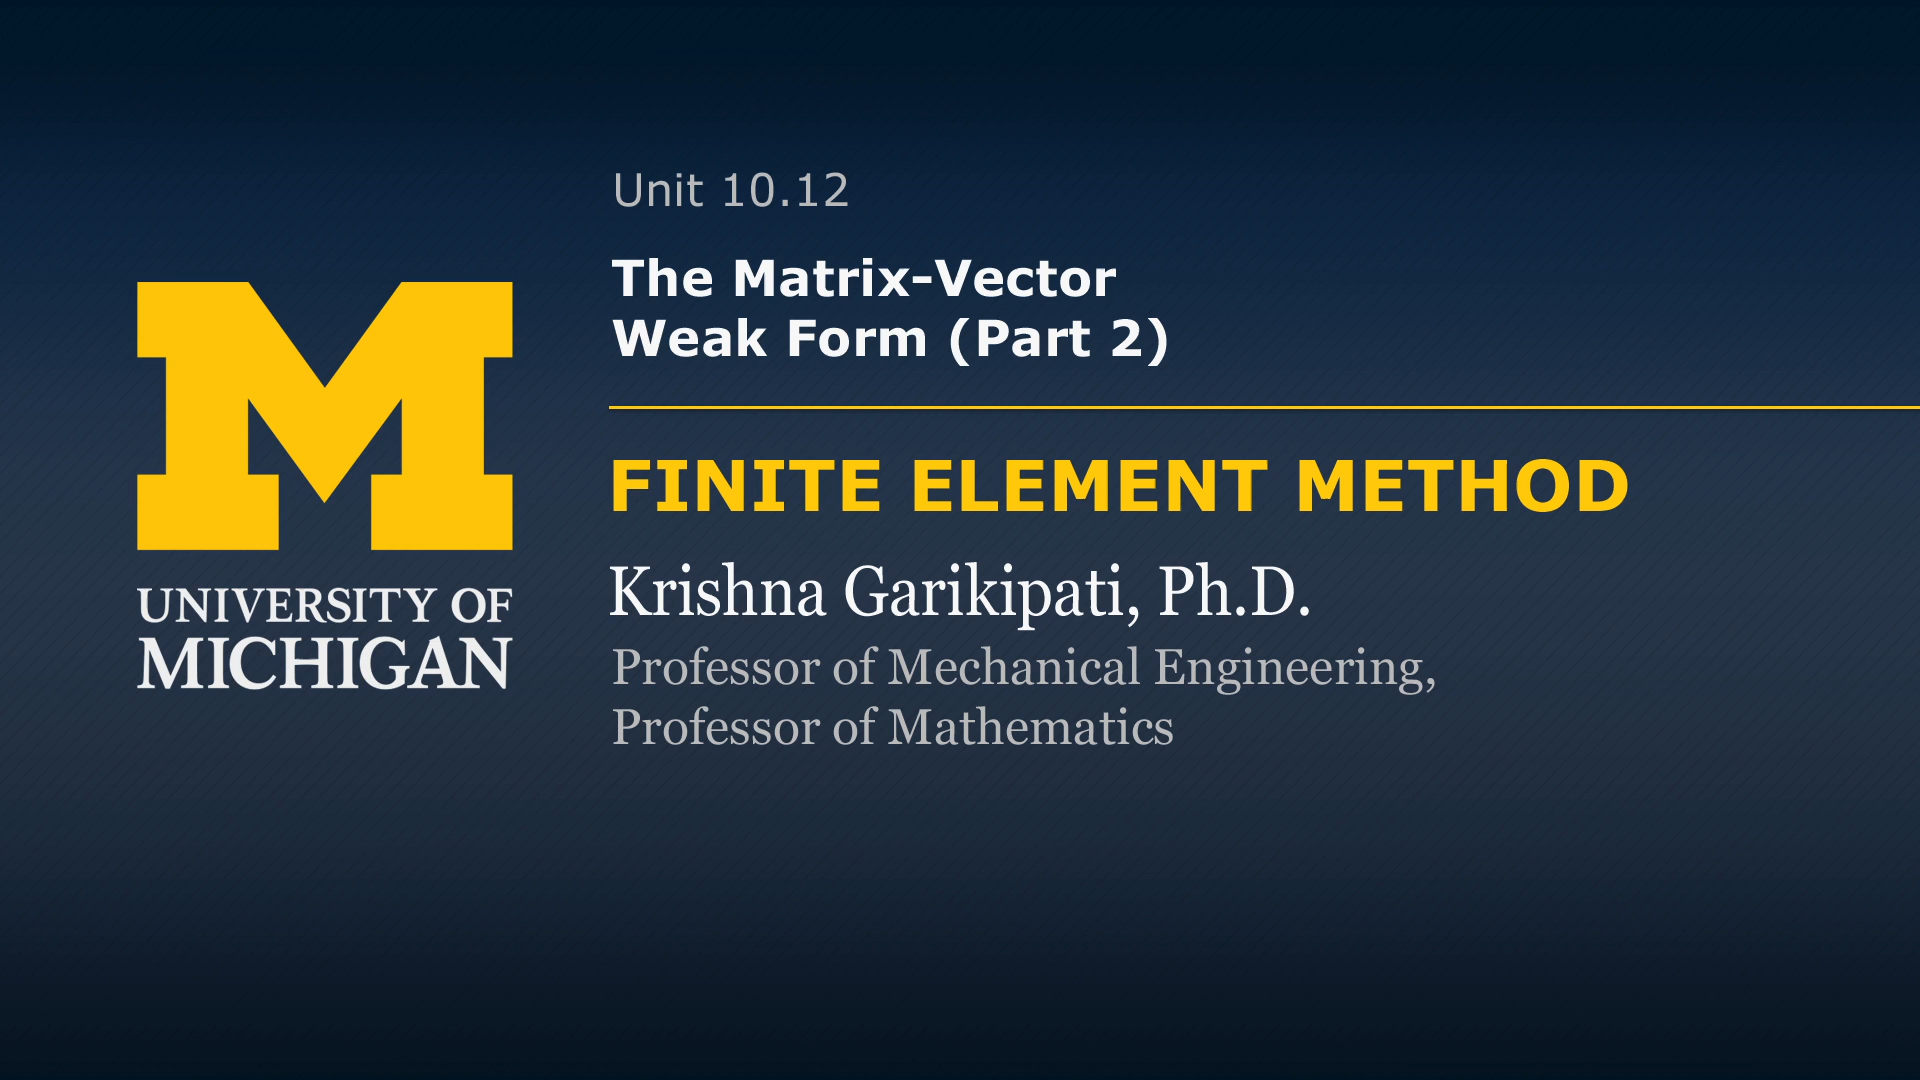 Unit 10.12
The Matrix-Vector
Weak Form (Part 2)
FINITE ELEMENT METHOD
Krishna Garikipati, Ph.D.
Professor of Mechanical Engineering,
Professor of Mathematics
M
UNIVERSITY OF
MICHIGAN